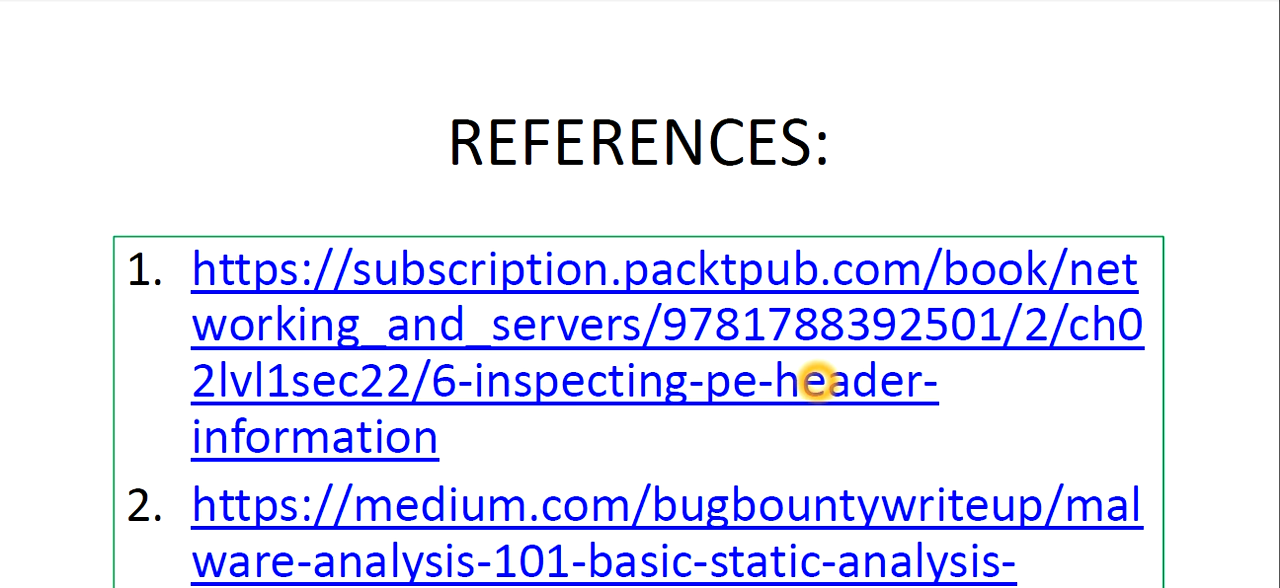 REFERENCES:
1. https://subscription.packtpub.com/book/net
working_and_servers/9781788392501/2/ch0
2lvl1sec22/6-inspecting-pe-header-
information
2. https://medium.com/bugbountywriteup/mal
ware-analysis-101-basic-static-analysis-